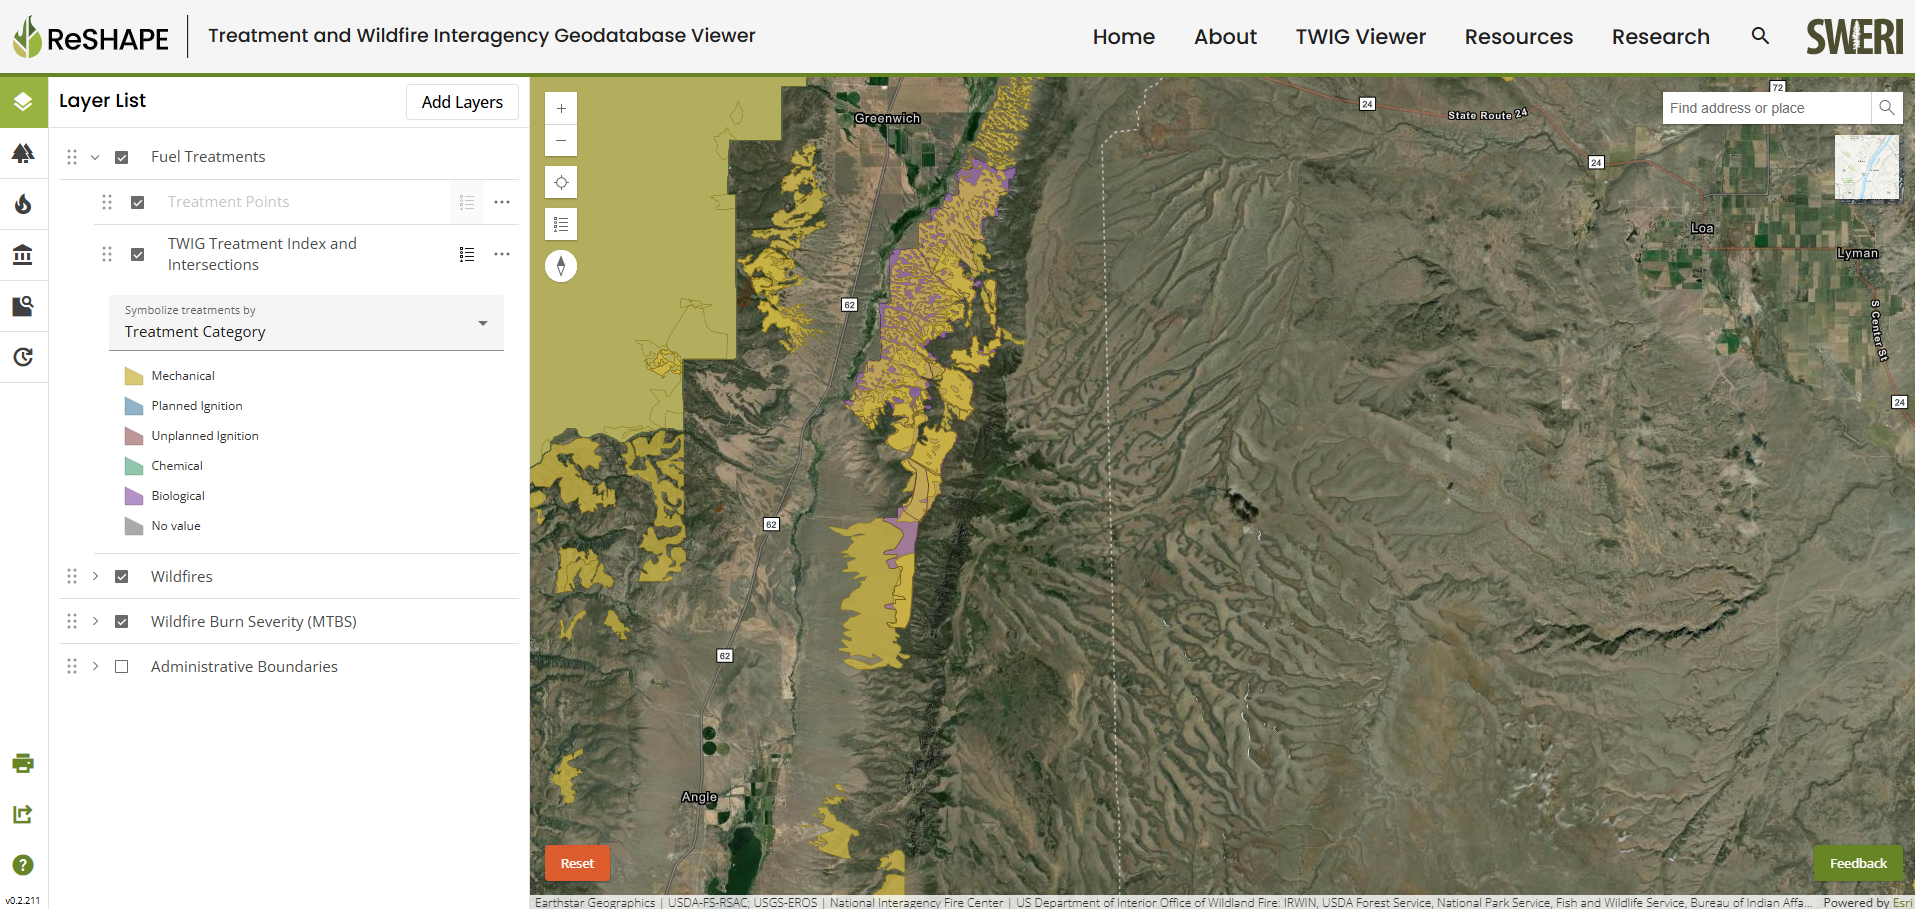 ReSHAPE
Treatment and Wildfire Interagency Geodatabase Viewer
Home
About
TWIG Viewer
Resources
Research
SWERI
Layer List
Add Layers
Fuel Treatments
Treatment Points
TWIG Treatment Index and
Intersections
Symbolize treatments by
Treatment Category
Mechanical
Planned Ignition
Unplanned Ignition
Chemical
Biological
No value
Wildfires
Wildfire Burn Severity (MTBS)
Administrative Boundaries
v0.2.211
Greenwich
62
62
62
Angle
24
State Route 24
72
24
Loa
Lyman
S Center St
24
Find address or place
Reset
Feedback
Earthstar Geographics | USDA-FS-RSAC; USGS-EROS | National Interagency Fire Center | US Department of Interior Office of Wildland Fire: IRWIN, USDA Forest Service, National Park Service, Fish and Wildlife Service, Bureau of Indian Affa...
Powered by Esri